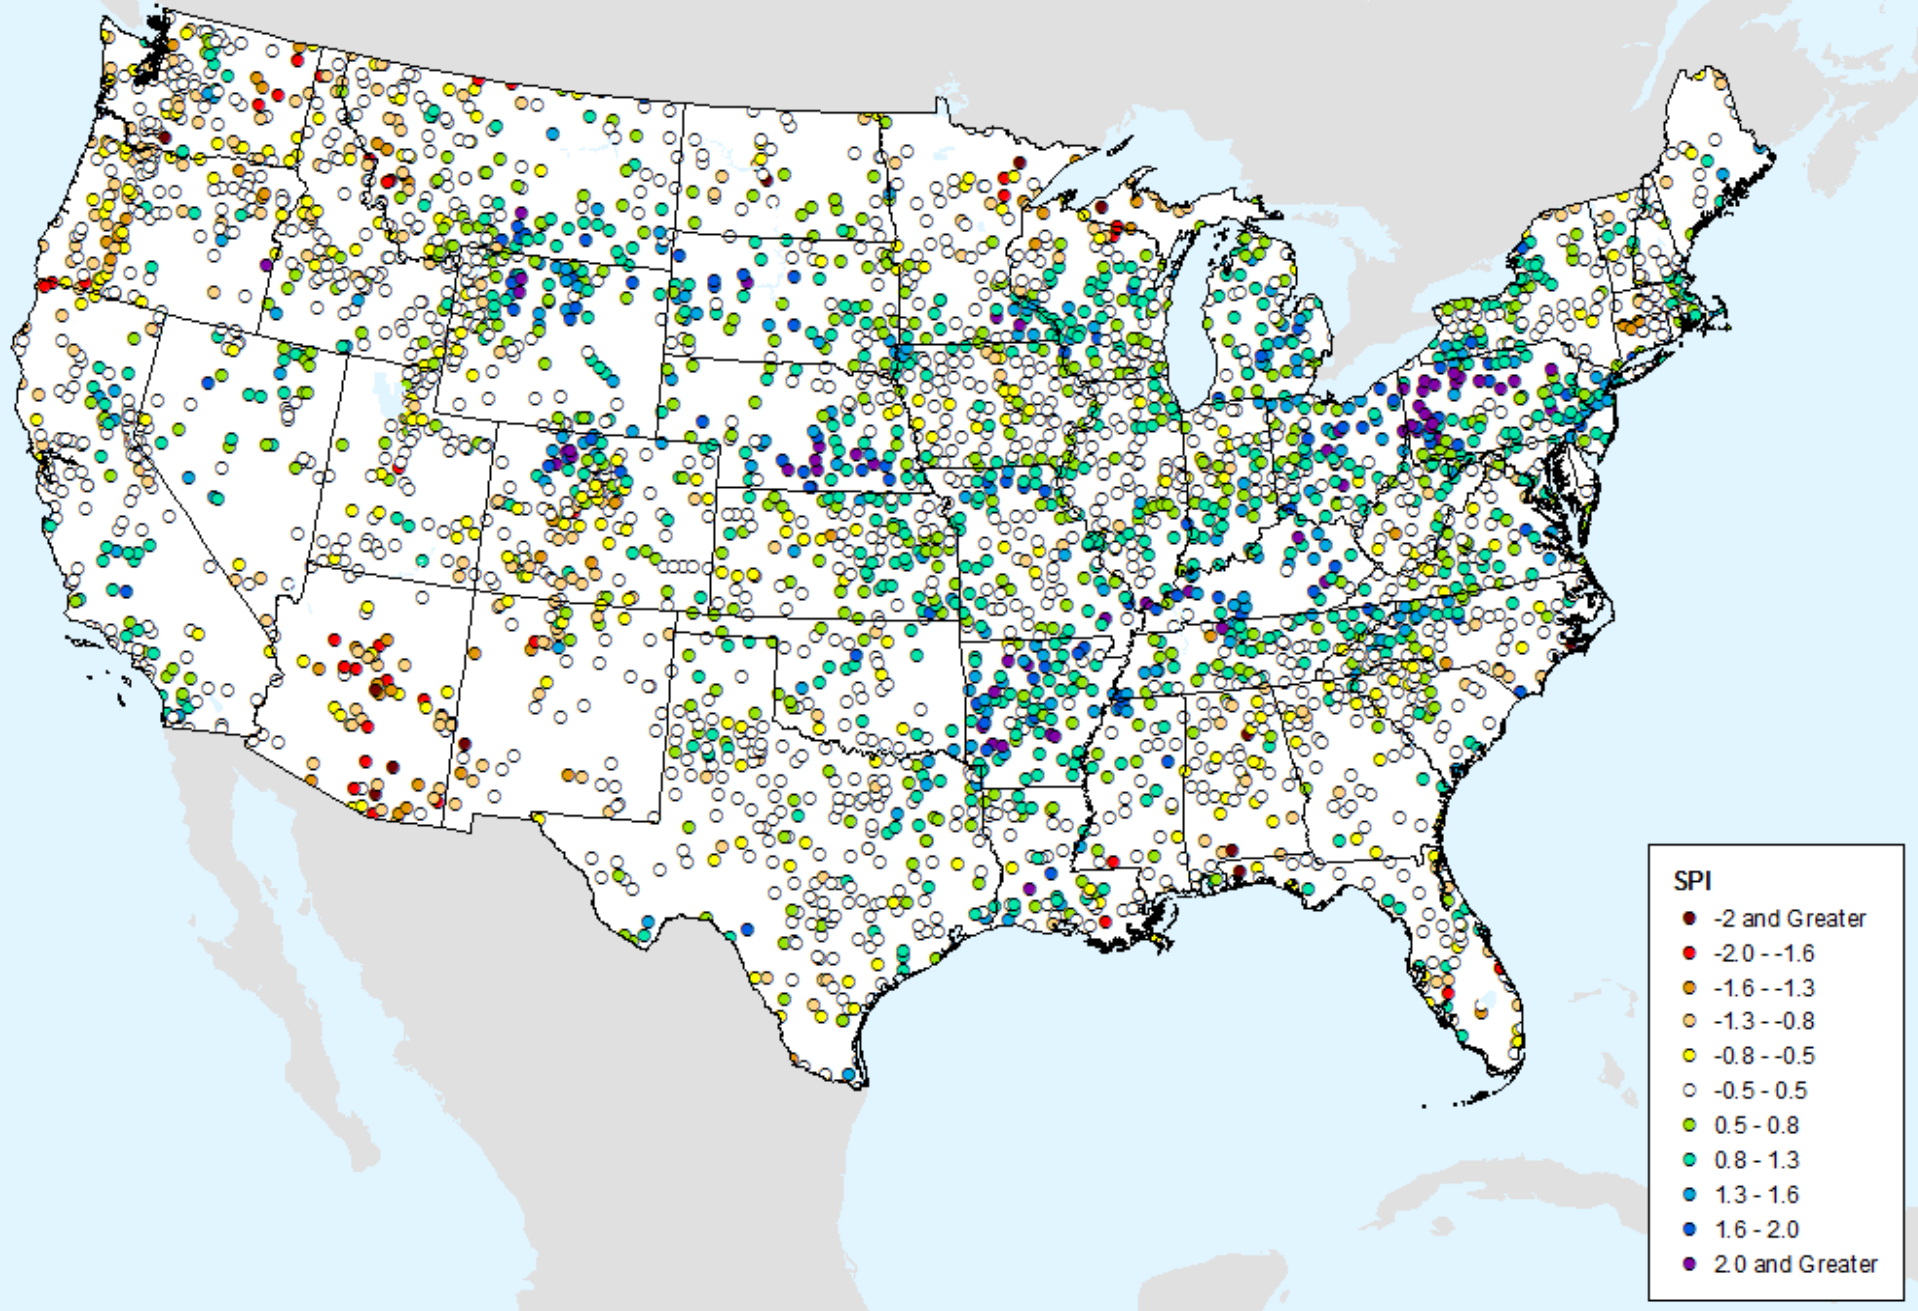 SPI
-2 and Greater
-2.0 - -1.6
-1.6 - -1.3
-1.3 - -0.8
-0.8 - -0.5
-0.5 - 0.5
0.5 - 0.8
0.8 - 1.3
1.3 - 1.6
1.6 - 2.0
2.0 and Greater